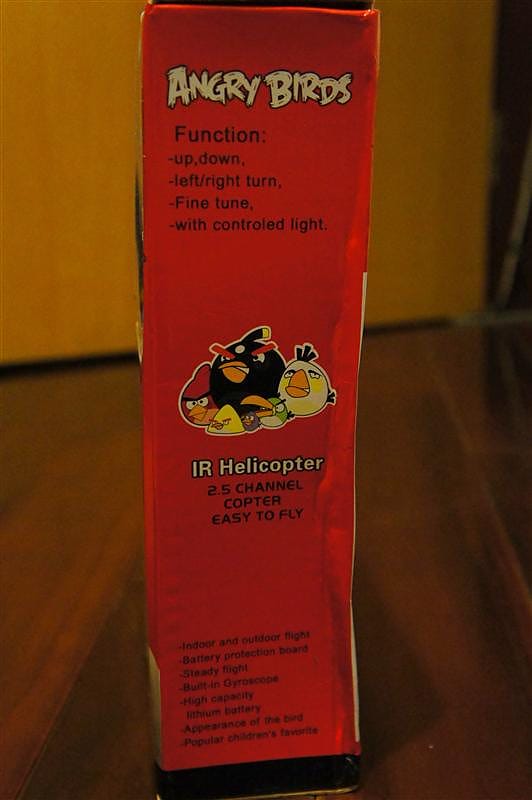 ANGRY BIRDS
Function:
-up,down,
-left/right turn,
-Fine tune,
-with controled light.
IR Helicopter
2.5 CHANNEL
COPTER
EASY TO FLY
-Indoor and outdoor flight
-Battery protection board
-Steady flight
-Built-in Gyroscope
-High capacity
lithium battery
-Appearance of the bird
-Popular children's favorite